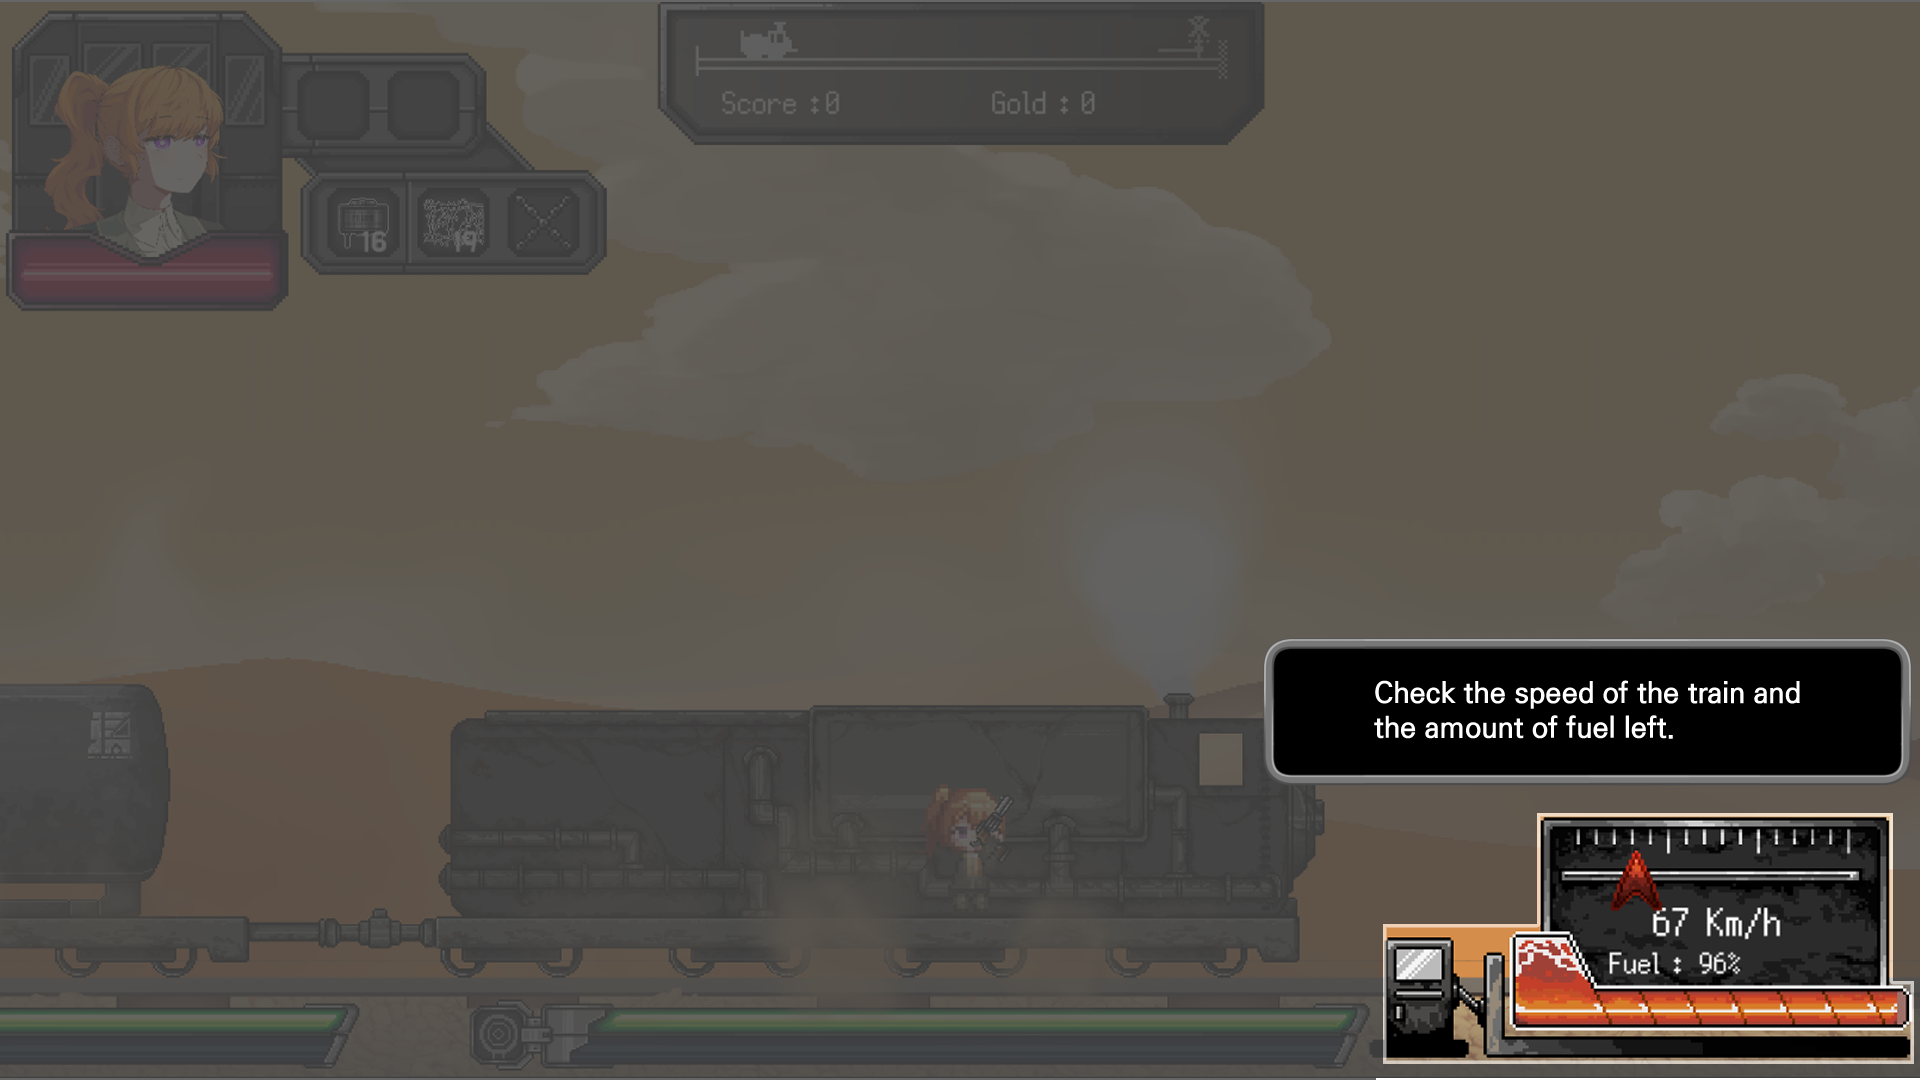 Score :0
Gold : 0
16
19
Check the speed of the train and
the amount of fuel left.
67 Km/h
Fuel : 96%